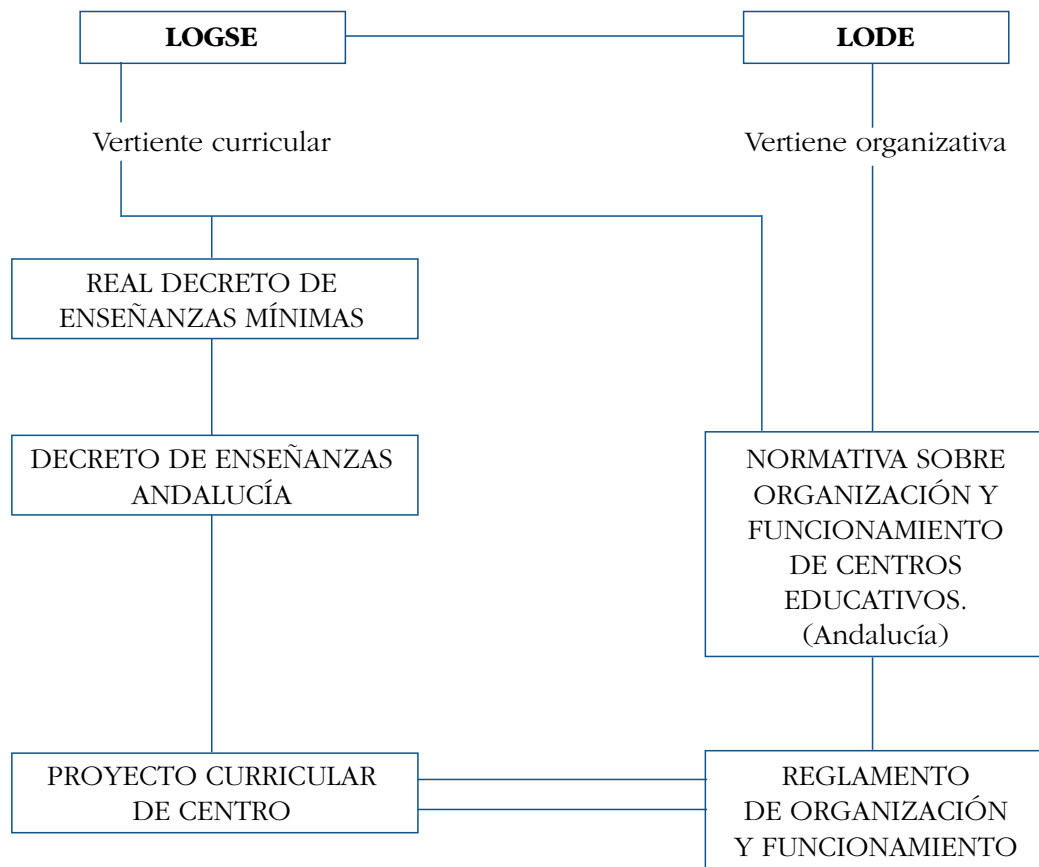 LOGSE
LODE
Vertiente curricular
Vertiene organizativa
REAL DECRETO DE
ENSEÑANZAS MÍNIMAS
DECRETO DE ENSEÑANZAS
ANDALUCÍA
NORMATIVA SOBRE
ORGANIZACIÓN Y
FUNCIONAMIENTO
DE CENTROS
EDUCATIVOS.
(Andalucía)
PROYECTO CURRICULAR
DE CENTRO
REGLAMENTO
DE ORGANIZACIÓN
Y FUNCIONAMIENTO